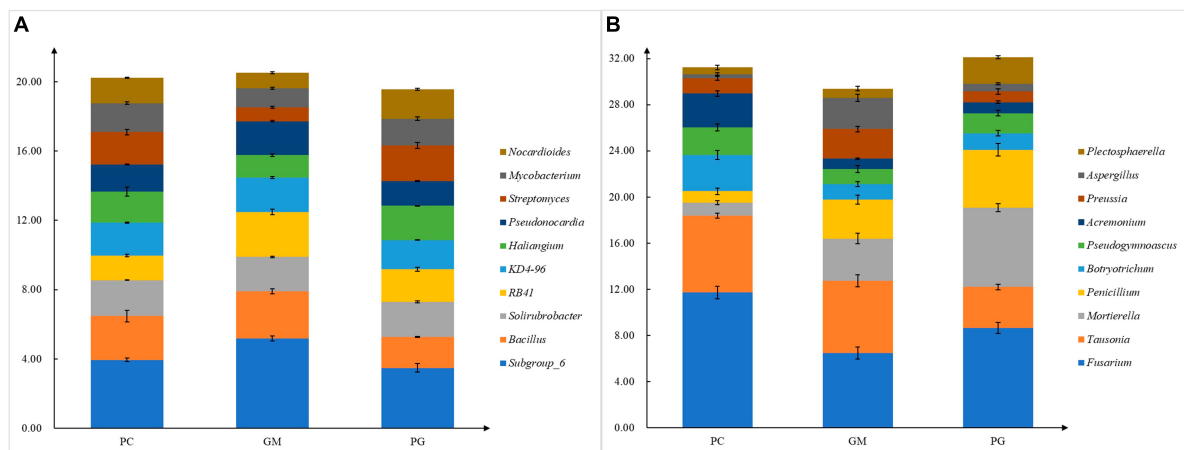 A
20.00
16.00
12.00
8.00
4.00
0.00
PC GM PG
Nocardioides
Mycobacterium
Streptomyces
Pseudonocardia
Haliangium
KD4-96
RB41
Solirubrobacter
Bacillus
Subgroup_6
B
32.00
28.00
24.00
20.00
16.00
12.00
8.00
4.00
0.00
PC GM PG
Plectosphaerella
Aspergillus
Preussia
Acremonium
Pseudogymnoascus
Botryotrichum
Penicillium
Mortierella
Tausonia
Fusarium